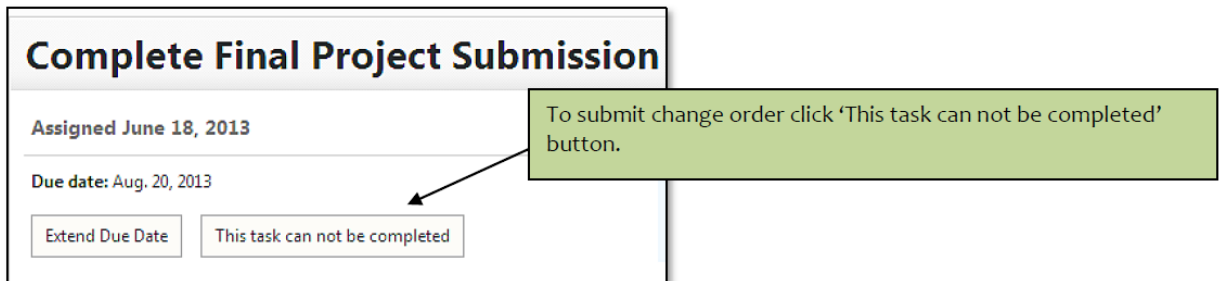 Complete Final Project Submission
Assigned June 18, 2013
To submit change order click ‘This task can not be completed’
button.
Due date: Aug. 20, 2013
Extend Due Date
This task can not be completed